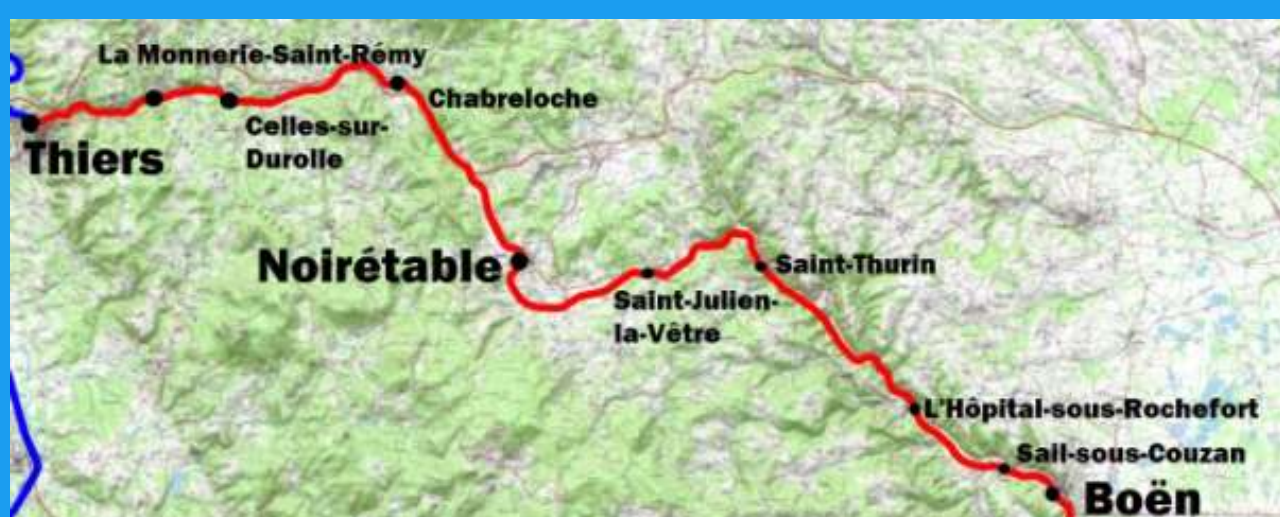 La Monnerie-Saint-Rémy
Chabreloche
Celles-sur-
Durolle
Thiers
Noirétable
Saint-Thurin
Saint-Julien-
la-Vêtre
L'Hôpital-sous-Rochefort
Sail-sous-Couzan
Boën